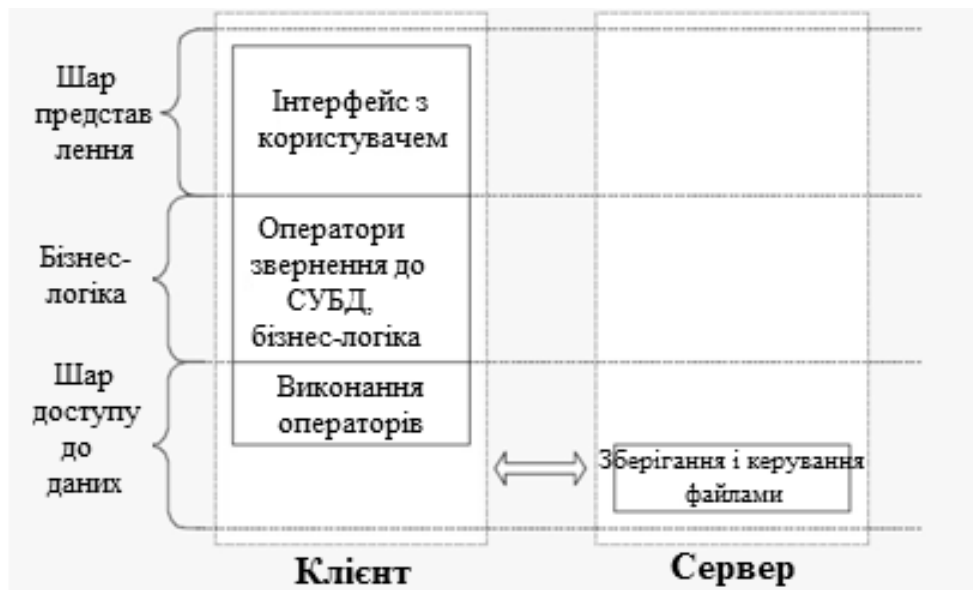 Шар
представ
лення
Інтерфейс з
користувачем
Бізнес-
логіка
Оператори
звернення до
СУБД,
бізнес-логіка
Шар
доступу
до
даних
Виконання
операторів
Зберігання і керування
файлами
Клієнт
Сервер